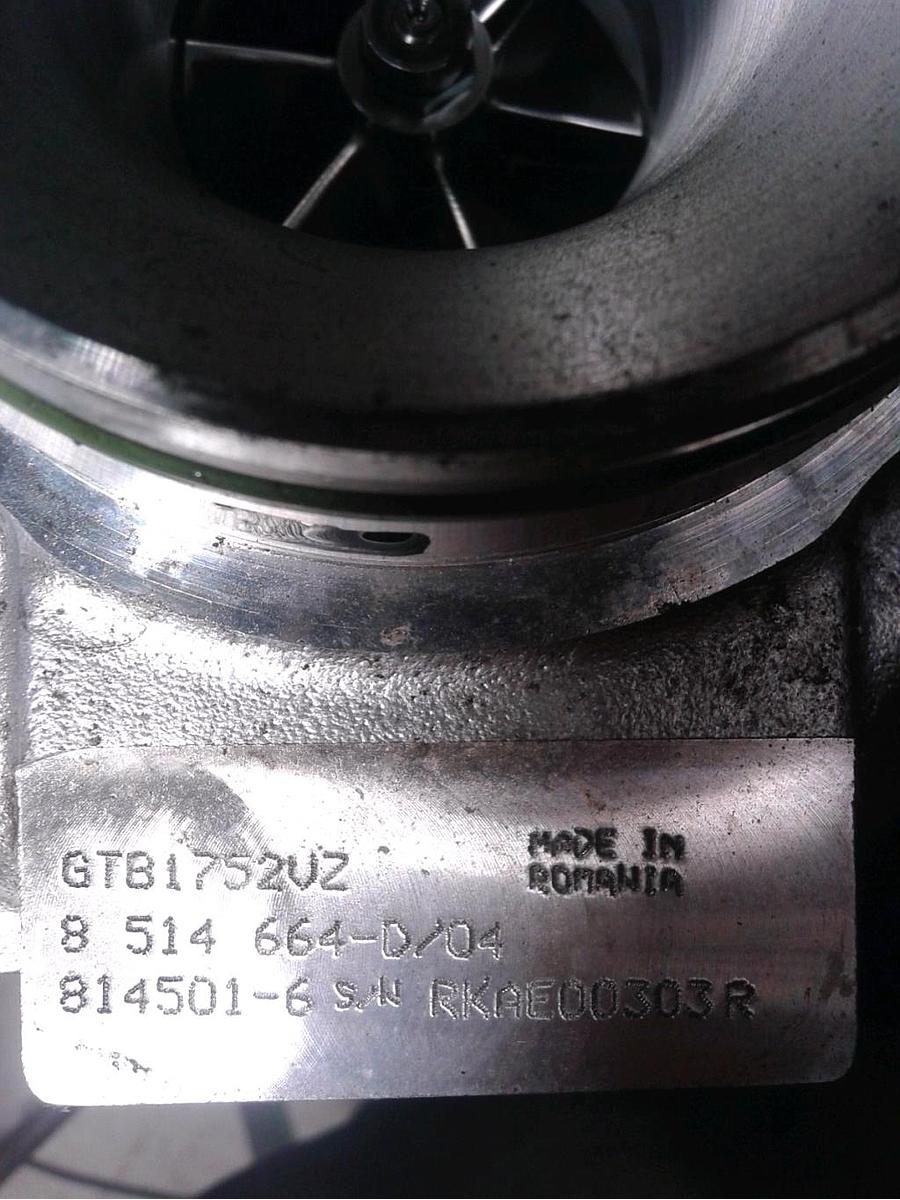 GTB1752VZ
MADE IN
ROMANIA
8 514 664-D/04
814501-6 S/N RKAE00303R